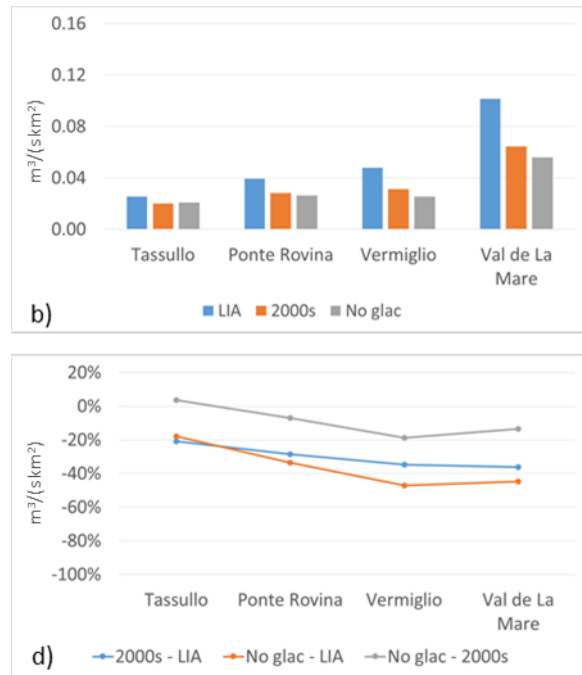 0.16
0.12
0.08
0.04
0.00
m³/(s km²)
Tassullo Ponte Rovina Vermiglio Val de La
Mare
b) LIA 2000s No glac
20%
0%
-20%
-40%
-60%
-80%
-100%
m³/(s km²)
Tassullo Ponte Rovina Vermiglio Val de La
Mare
d) 2000s - LIA No glac - LIA No glac - 2000s